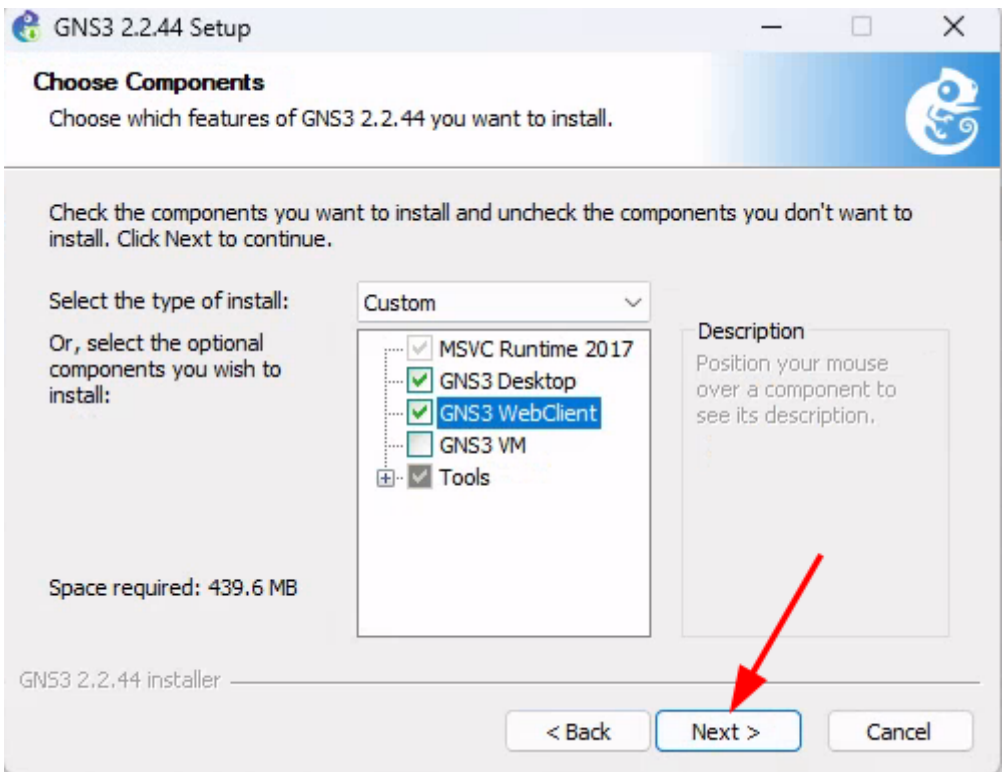 GNS3 2.2.44 Setup
Choose Components
Choose which features of GNS3 2.2.44 you want to install.
Check the components you want to install and uncheck the components you don't want to
install. Click Next to continue.
Select the type of install:
Custom
Or, select the optional
components you wish to
install:
MSVC Runtime 2017
GNS3 Desktop
GNS3 WebClient
GNS3 VM
Tools
Description
Position your mouse
over a component to
see its description.
Space required: 439.6 MB
GNS3 2.2.44 installer
< Back
Next >
Cancel